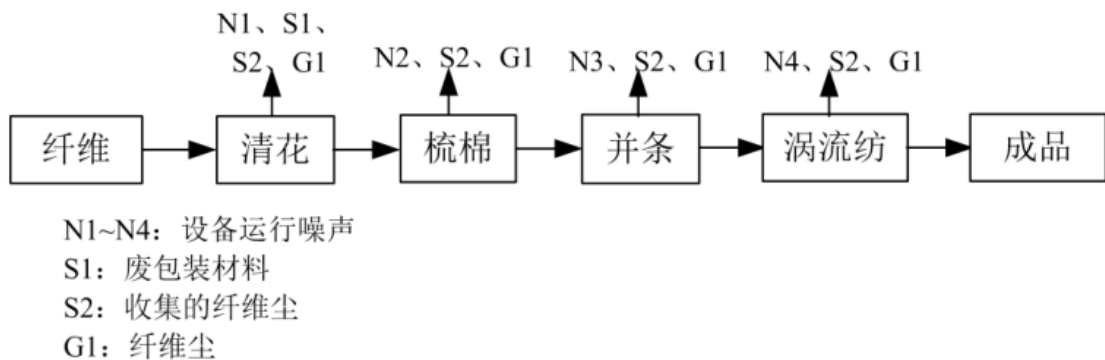 N1、S1、
S2、G1
N2、S2、G1
N3、S2、G1
N4、S2、G1
纤维
清花
梳棉
并条
涡流纺
成品
N1~N4：设备运行噪声
S1：废包装材料
S2：收集的纤维尘
G1：纤维尘